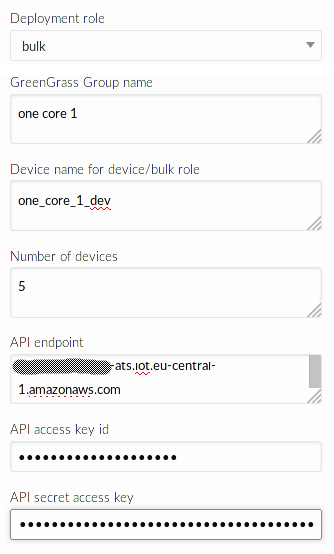 Deployment role
bulk
GreenGrass Group name
one core 1
Device name for device/bulk role
one_core_1_dev
Number of devices
5
API endpoint
-ats.iot.eu-central-
1.amazonaws.com
API access key id
••••••••••••••••••••
API secret access key
••••••••••••••••••••••••••••••••••••••